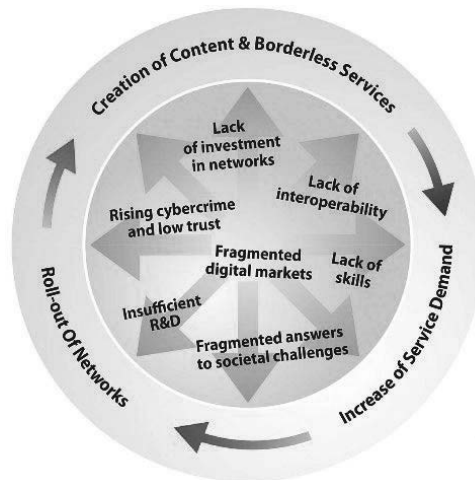 Creation of Content & Borderless Services
Lack
of investment
in networks
Lack of
interoperability
Rising cybercrime
and low trust
Fragmented
digital markets
Lack of
skills
Insufficient
R&D
Fragmented answers
to societal challenges
Roll-out Of Networks
Increase of Service Demand